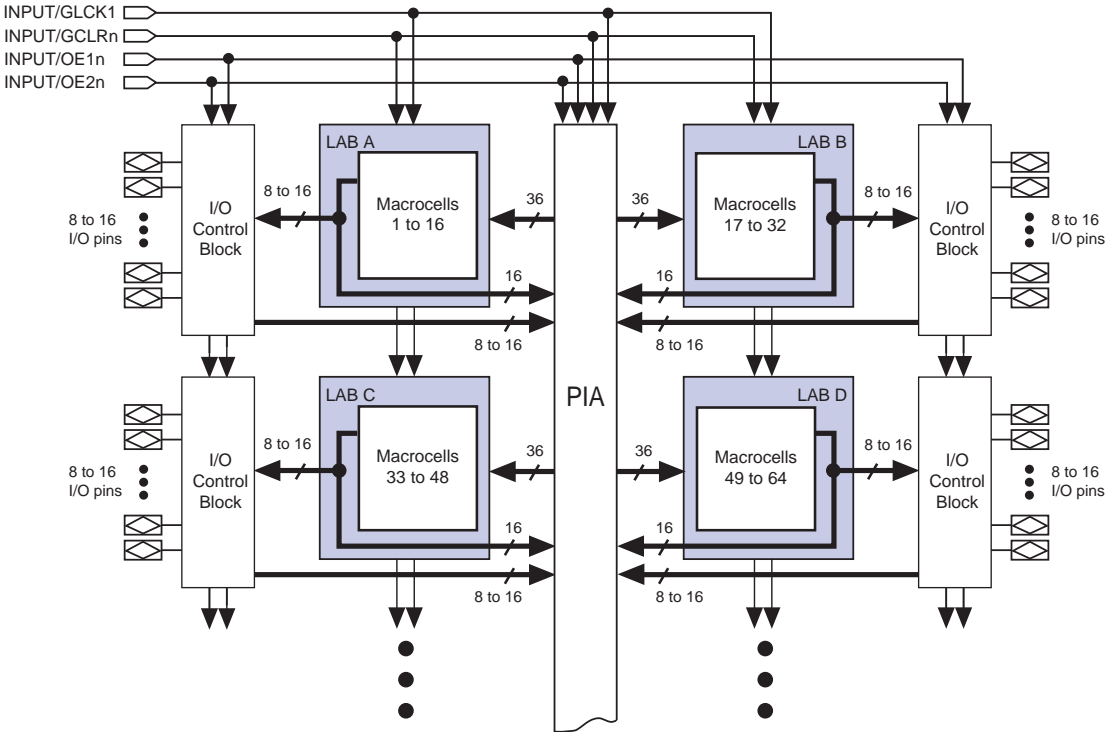 INPUT/GLCK1
INPUT/GCLRn
INPUT/OE1n
INPUT/OE2n
LAB A
LAB B
8 to 16
I/O pins
I/O
Control
Block
8 to 16
Macrocells
1 to 16
36
36
Macrocells
17 to 32
8 to 16
I/O
Control
Block
8 to 16
I/O pins
16
16
8 to 16
8 to 16
PIA
LAB C
LAB D
8 to 16
I/O pins
I/O
Control
Block
8 to 16
Macrocells
33 to 48
36
36
Macrocells
49 to 64
8 to 16
I/O
Control
Block
8 to 16
I/O pins
16
16
8 to 16
8 to 16